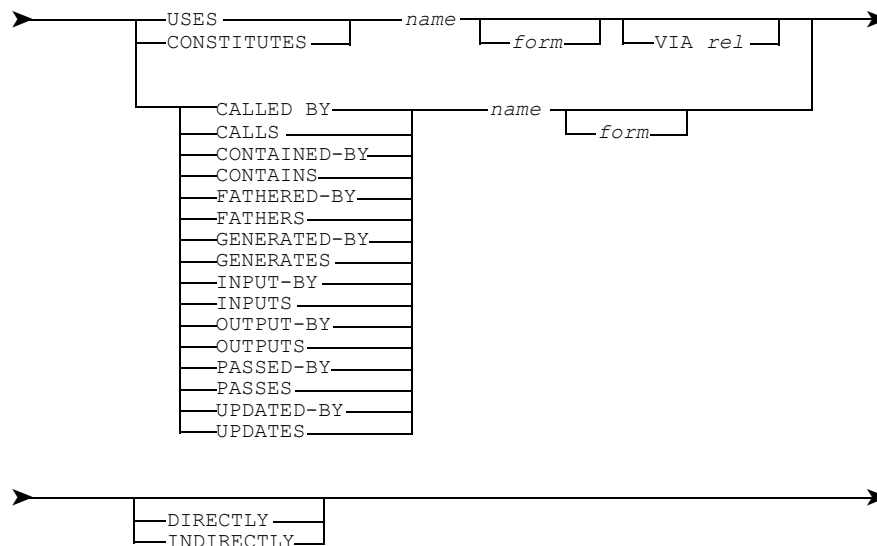 USES name
CONSTITUTES form VIA rel
CALLED BY name
CALLS form
CONTAINED-BY
CONTAINS
FATHERED-BY
FATHERS
GENERATED-BY
GENERATES
INPUT-BY
INPUTS
OUTPUT-BY
OUTPUTS
PASSED-BY
PASSES
UPDATED-BY
UPDATES
DIRECTLY
INDIRECTLY